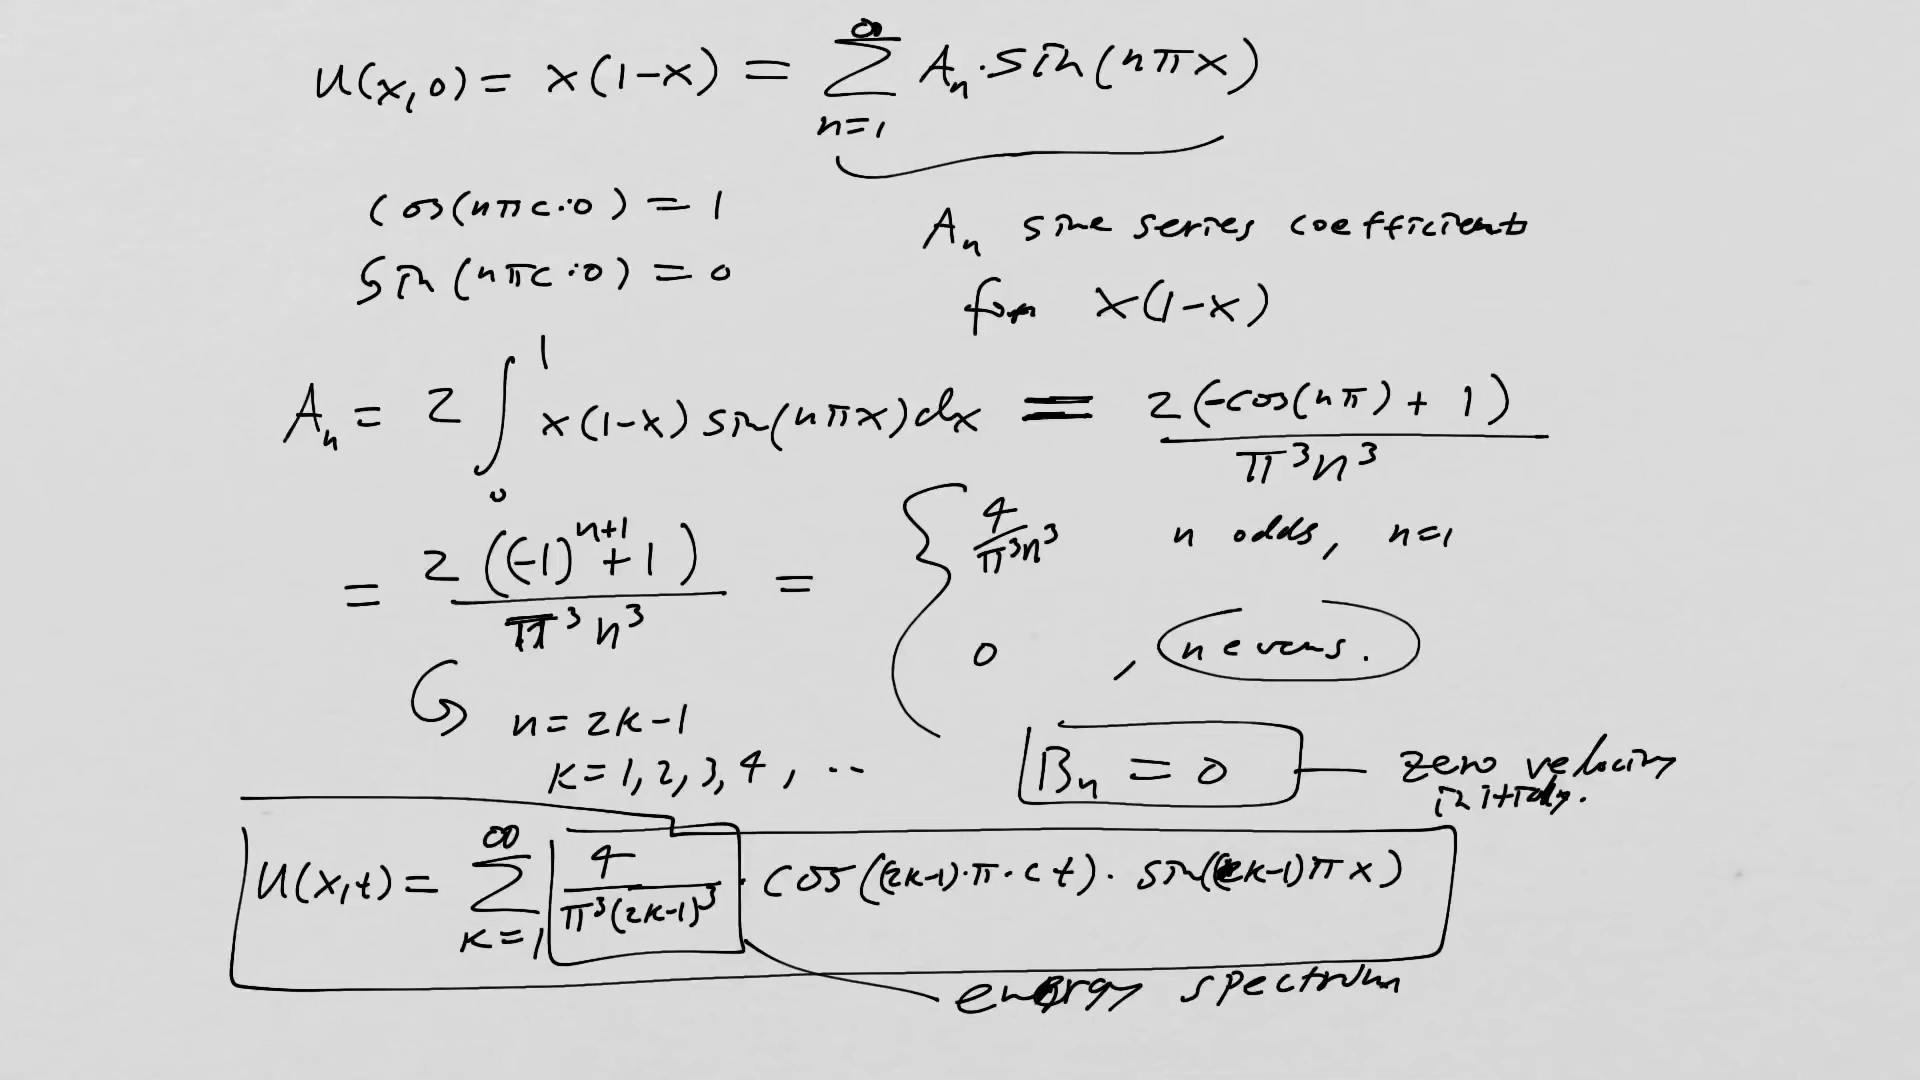 u(x,0) = x(1-x) = ∑_{n=1}^{∞} A_n · sin(nπx)
cos(nπc·0) = 1
sin(nπc·0) = 0
A_n sine series coefficients
for x(1-x)
A_n = 2 ∫_0^1 x(1-x) sin(nπx) dx = 2(-cos(nπ) + 1) / π³n³
= 2((-1)^{n+1} + 1) / π³n³ = { 4/π³n³ n odds, n=1
0 , n evens.
n = 2k-1
k = 1, 2, 3, 4, ..
B_n = 0 — zero velocity
initially.
u(x,t) = ∑_{k=1}^{∞} 4/π³(2k-1)³ · cos((2k-1)·π·ct) · sin((2k-1)πx)
energy spectrum